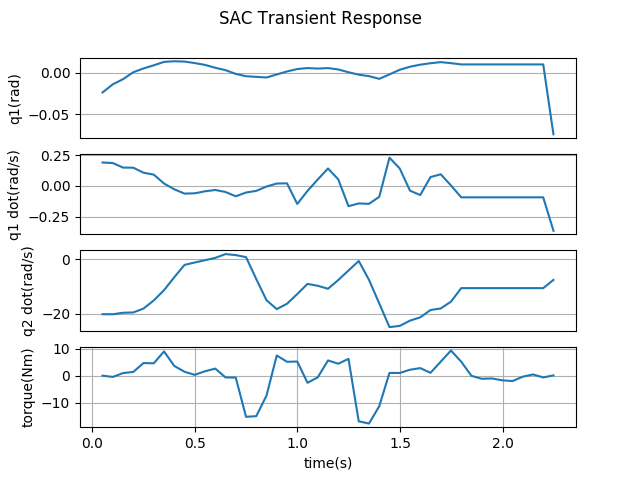 SAC Transient Response
q1(rad)
0.00
−0.05
q1 dot(rad/s)
0.25
0.00
−0.25
q2 dot(rad/s)
0
−20
torque(Nm)
10
0
−10
0.0 0.5 1.0 1.5 2.0
time(s)